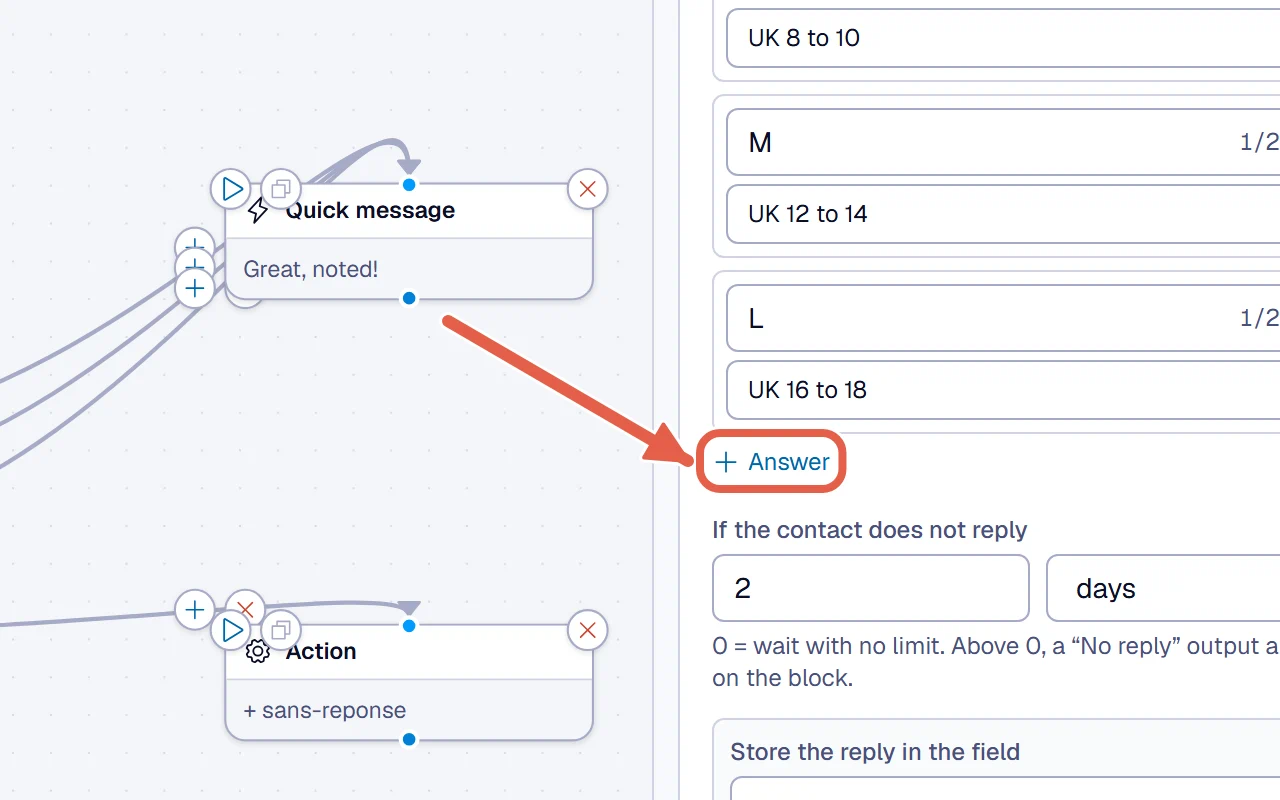 UK 8 to 10
M
1/2
UK 12 to 14
L
1/2
UK 16 to 18
+ Answer
If the contact does not reply
2
days
0 = wait with no limit. Above 0, a “No reply” output a
on the block.
Store the reply in the field
Quick message
Great, noted!
Action
+ sans-reponse